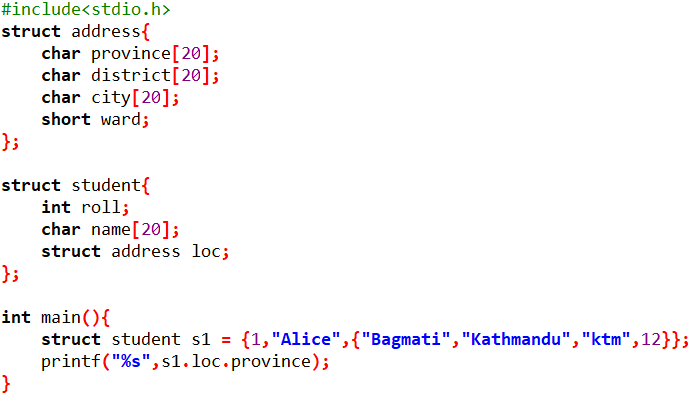 #include<stdio.h>
struct address{
    char province[20];
    char district[20];
    char city[20];
    short ward;
};

struct student{
    int roll;
    char name[20];
    struct address loc;
};

int main(){
    struct student s1 = {1,"Alice",{"Bagmati","Kathmandu","ktm",12}};
    printf("%s",s1.loc.province);
}